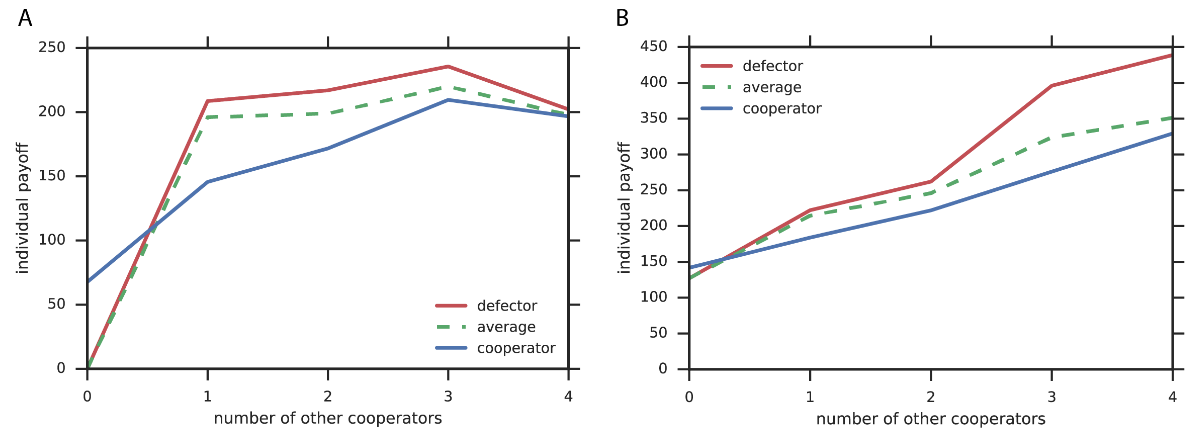 A
250
200
150
100
50
0
individual payoff
defector
average
cooperator
0 1 2 3 4
number of other cooperators
B
450
400
350
300
250
200
150
100
50
0
individual payoff
defector
average
cooperator
0 1 2 3 4
number of other cooperators